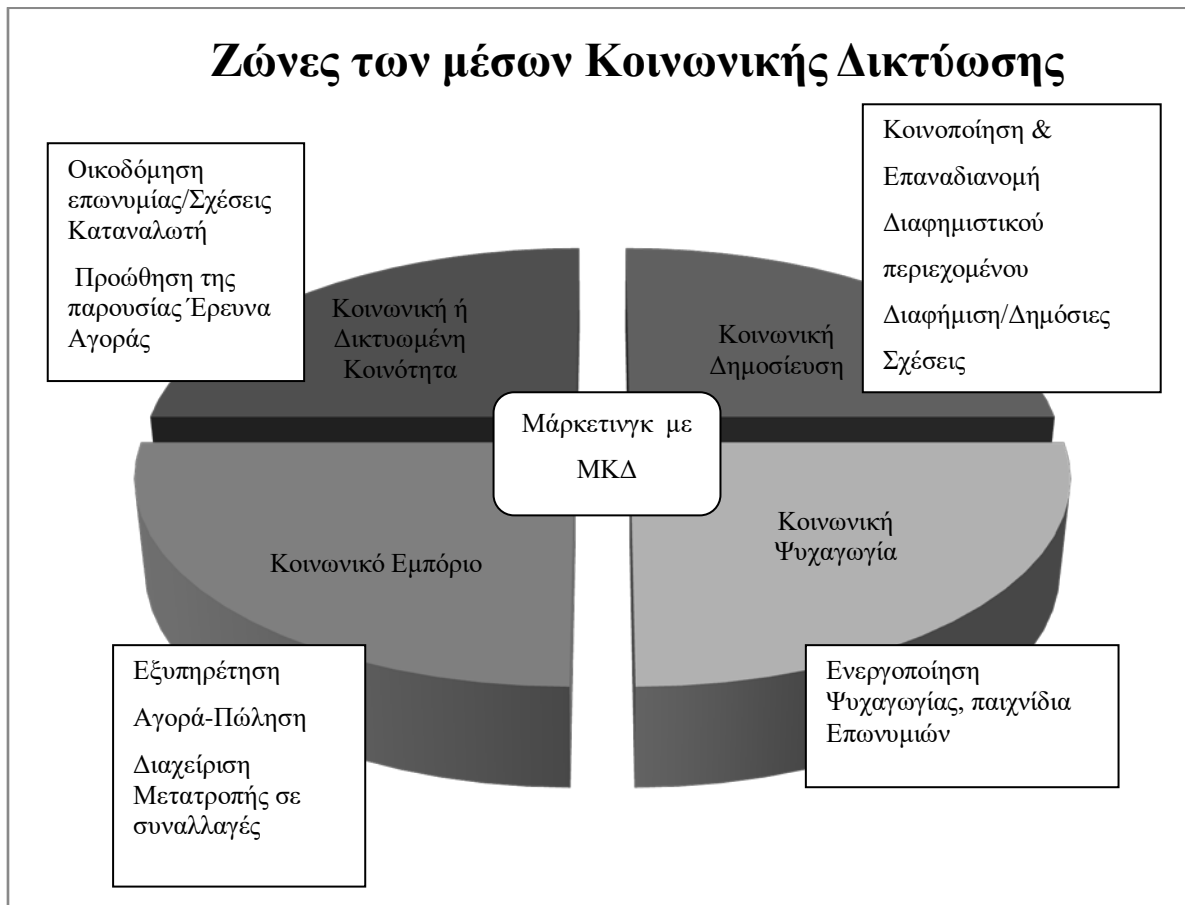 Ζώνες των μέσων Κοινωνικής Δικτύωσης
Οικοδόμηση
επωνυμίας/Σχέσεις
Καταναλωτή
Προώθηση της
παρουσίας Έρευνα
Αγοράς
Κοινωνική ή
Δικτυωμένη
Κοινότητα
Κοινωνική
Δημοσίευση
Κοινοποίηση &
Επαναδιανομή
Διαφημιστικού
περιεχομένου
Διαφήμιση/Δημόσιες
Σχέσεις
Μάρκετινγκ με
ΜΚΔ
Κοινωνικό Εμπόριο
Κοινωνική
Ψυχαγωγία
Εξυπηρέτηση
Αγορά-Πώληση
Διαχείριση
Μετατροπής σε
συναλλαγές
Ενεργοποίηση
Ψυχαγωγίας, παιχνίδια
Επωνυμιών